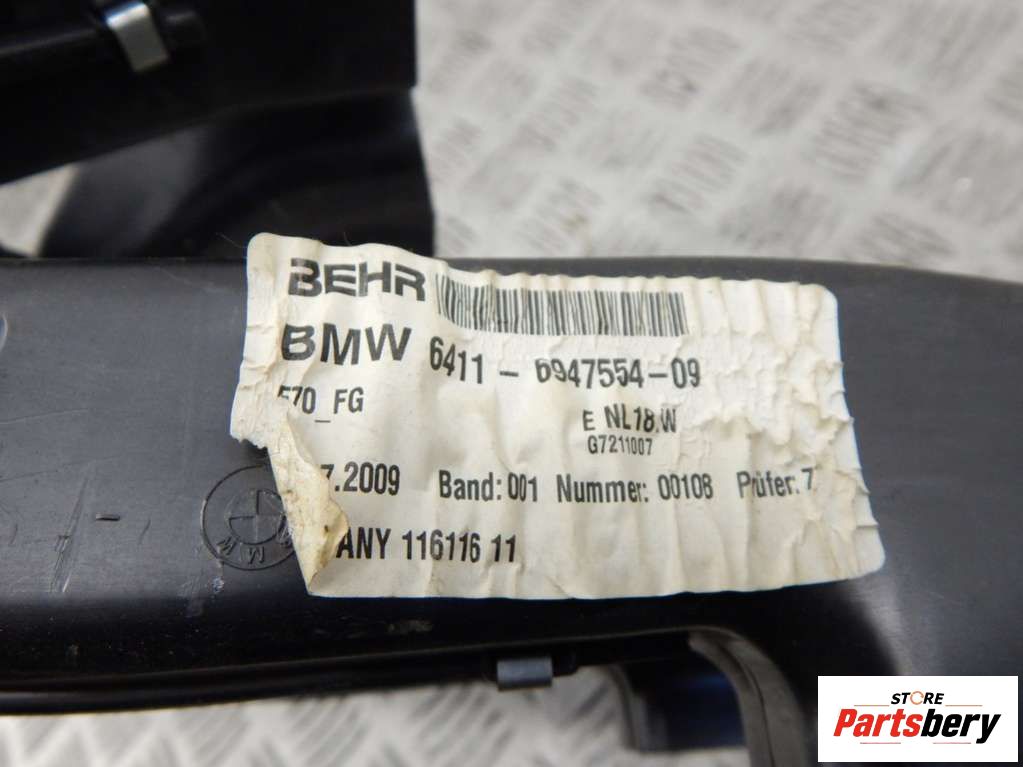 BEHR
BMW 6411-6947554-09
E70_FG
E NL18.W
G7211007
7.2009 Band: 001 Nummer: 00108 Prüfer: 7
ANY 116116 11
BMW
STORE
Partsbery